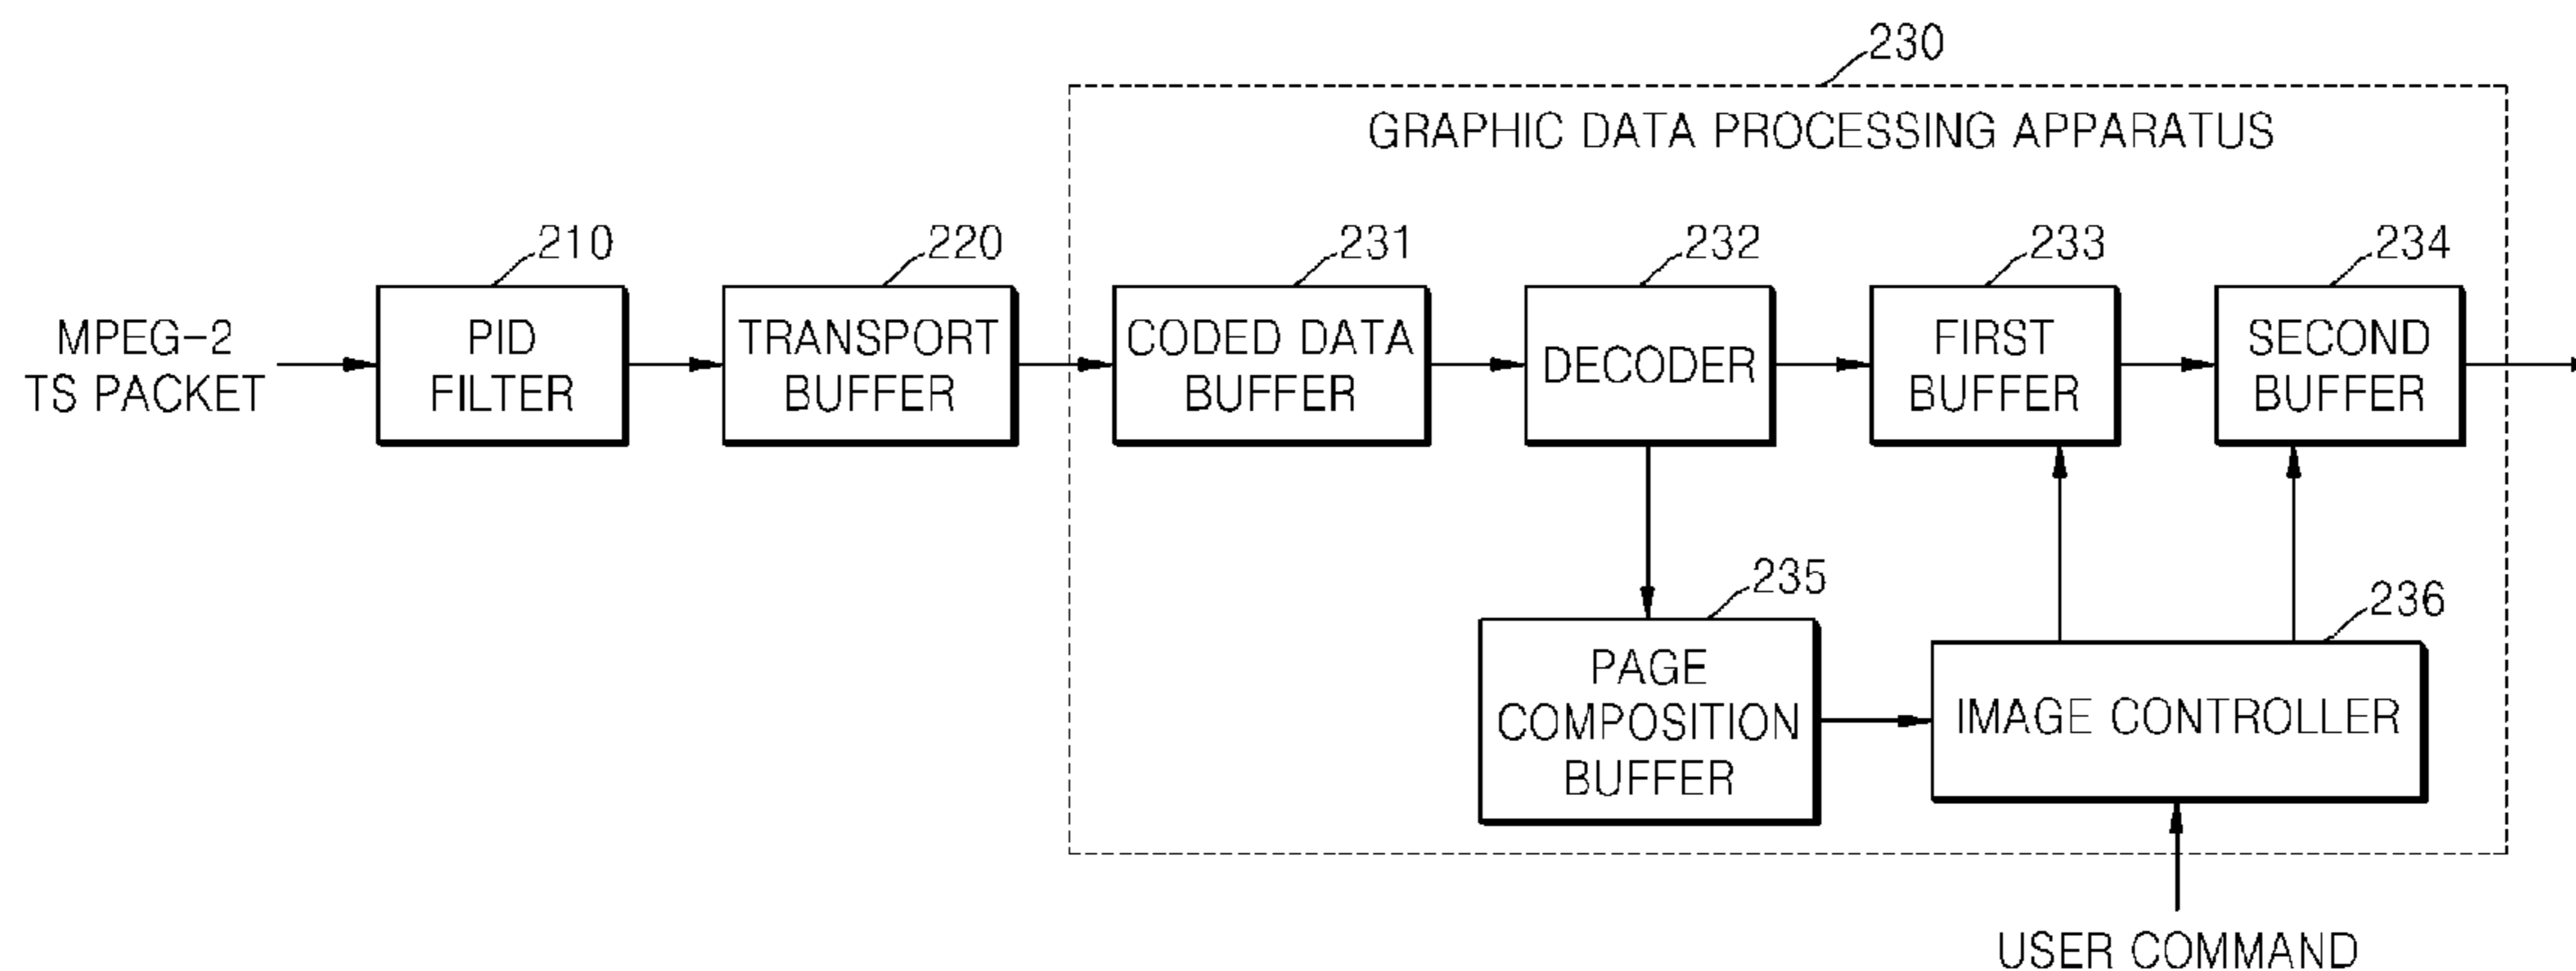 230
GRAPHIC DATA PROCESSING APPARATUS
210
220
231
232
233
234
MPEG-2
TS PACKET
PID
FILTER
TRANSPORT
BUFFER
CODED DATA
BUFFER
DECODER
FIRST
BUFFER
SECOND
BUFFER
235
236
PAGE
COMPOSITION
BUFFER
IMAGE CONTROLLER
USER COMMAND